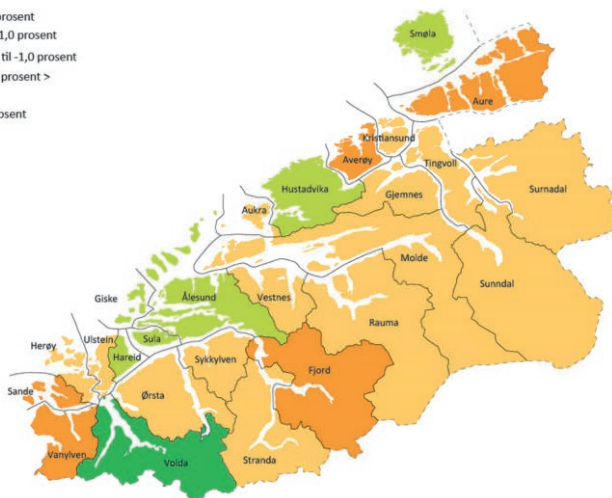 prosent
1,0 prosent
til -1,0 prosent
prosent >
Smøla
Aure
Kristiansund
Averøy
Tingvoll
Hustadvika
Surnadal
Gjemnes
Aukra
Molde
Sunndal
Giske
Ålesund
Vestnes
Rauma
Herøy
Ulstein
Sula
Hareid
Sykkylven
Fjord
Sande
Ørsta
Vanylven
Volda
Stranda